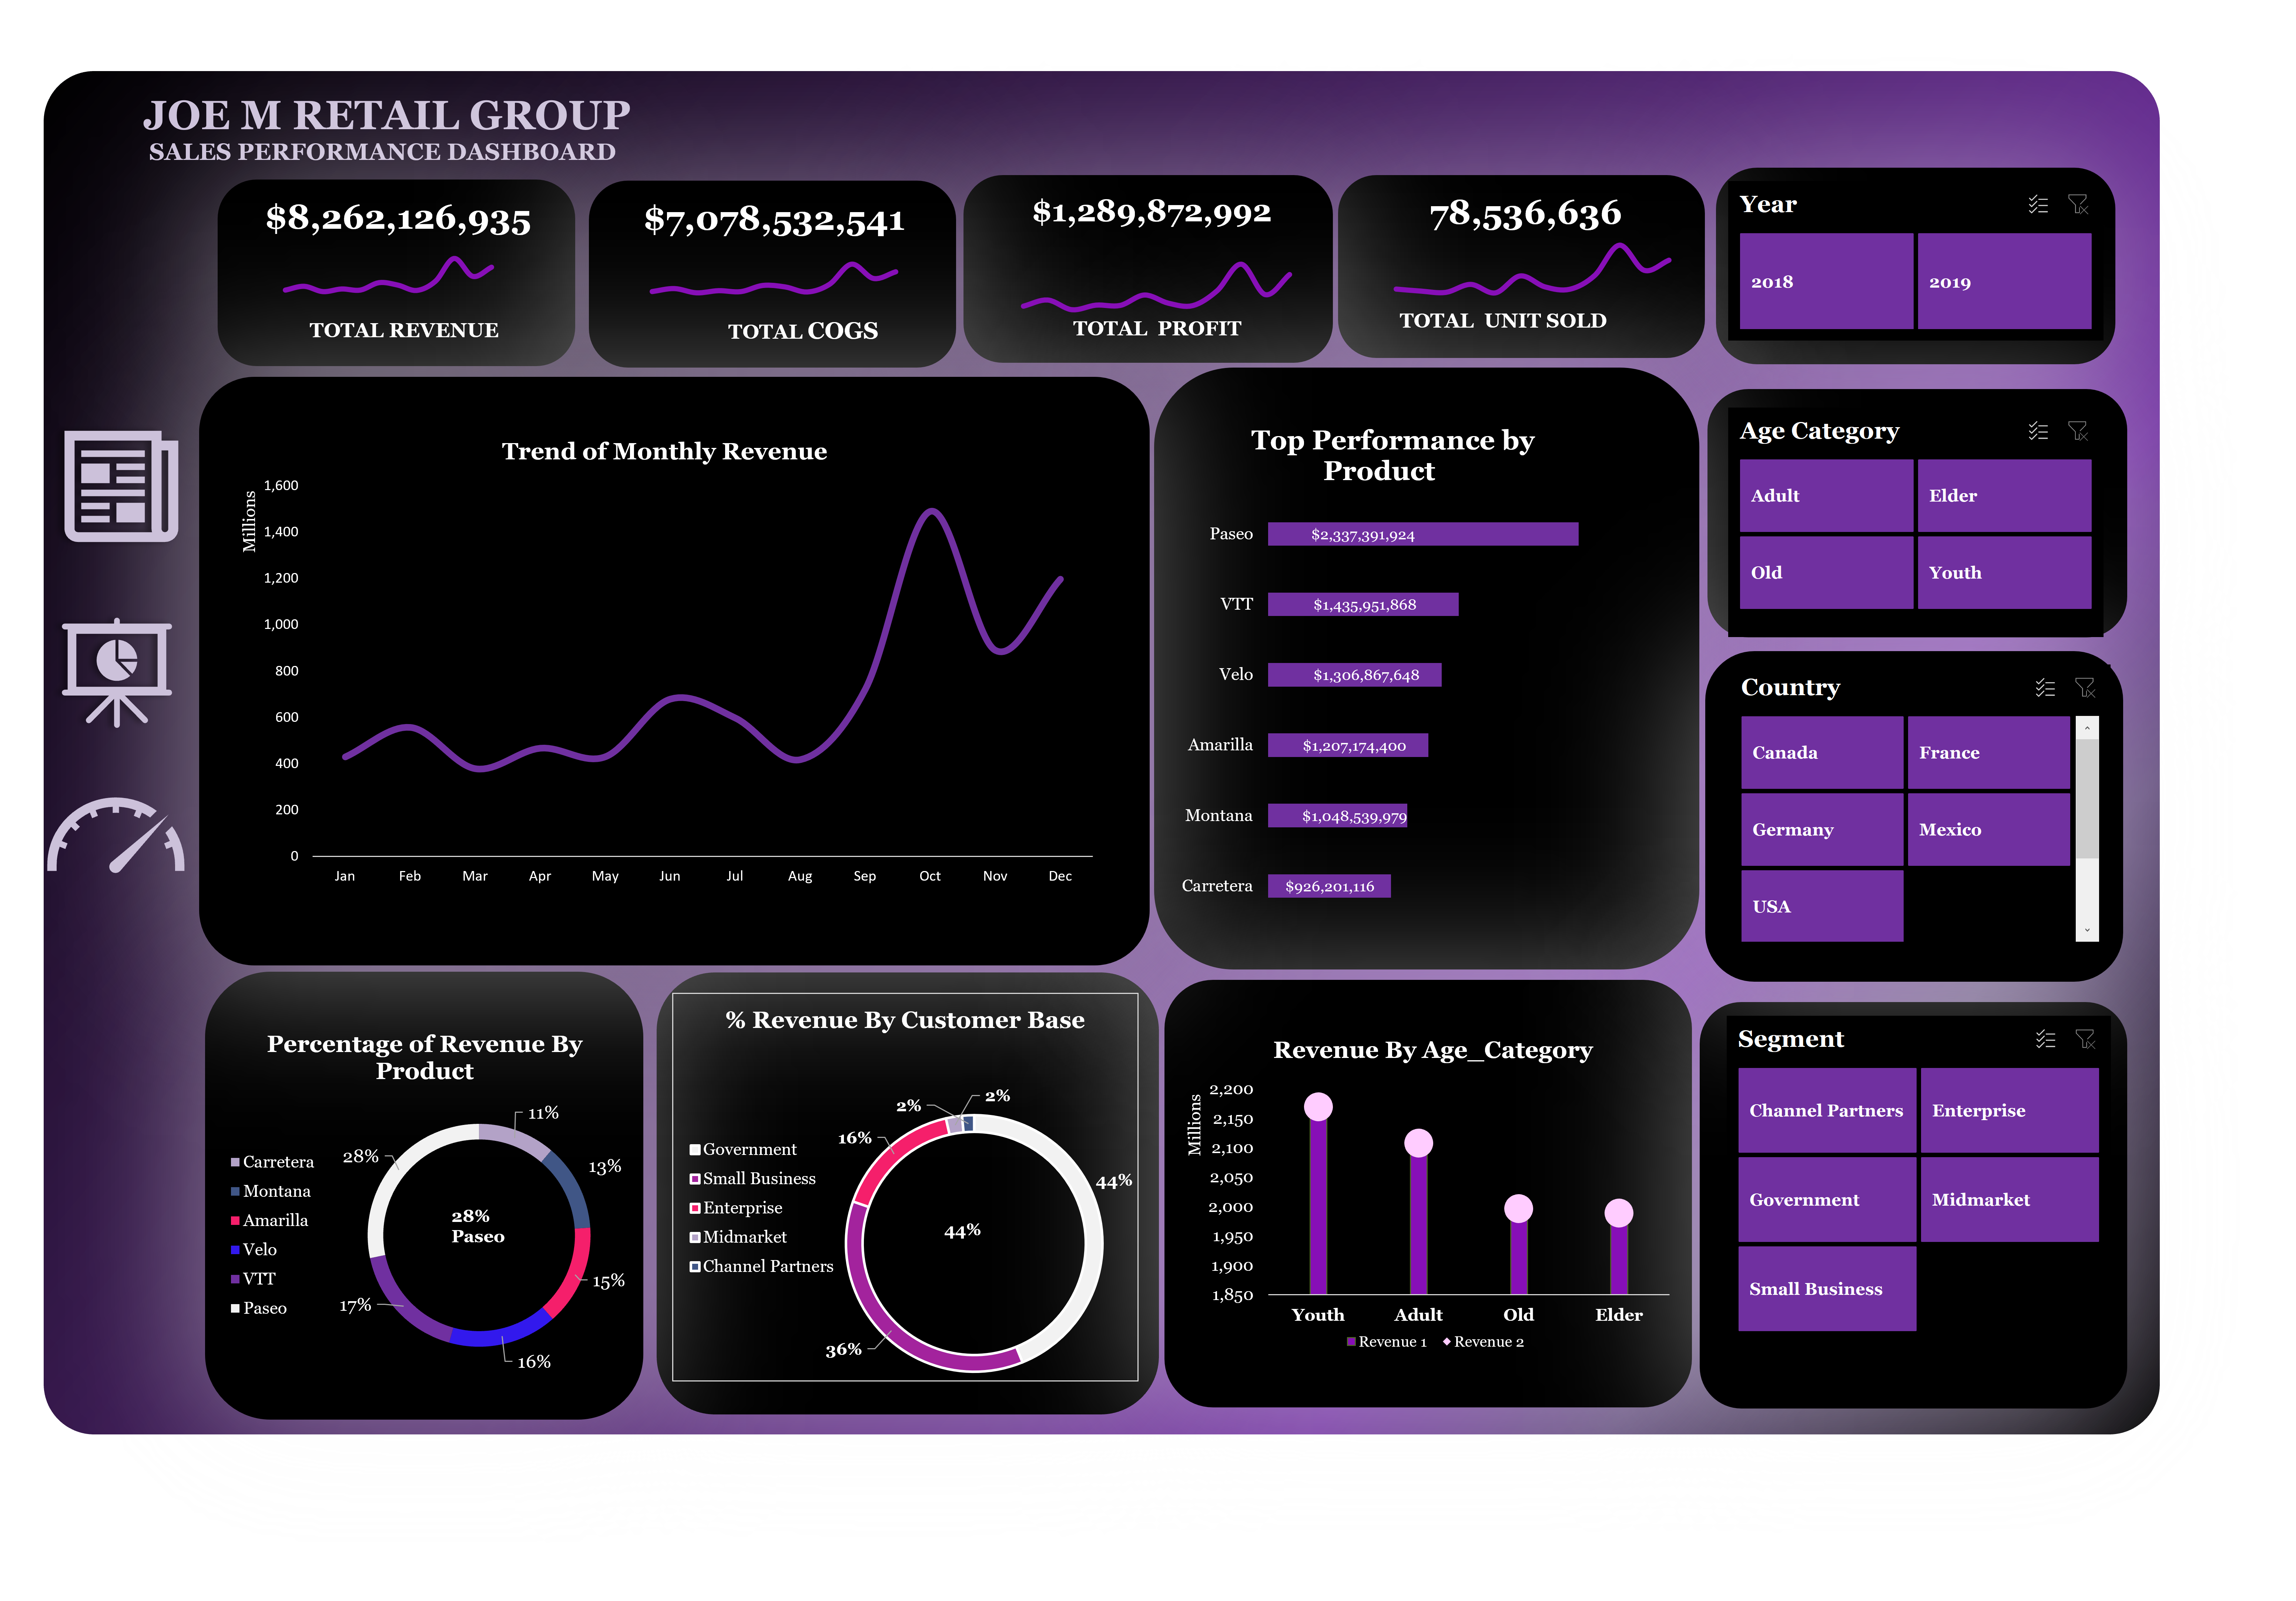 JOE M RETAIL GROUP
SALES PERFORMANCE DASHBOARD
$8,262,126,935
TOTAL REVENUE
$7,078,532,541
TOTAL COGS
$1,289,872,992
TOTAL PROFIT
78,536,636
TOTAL UNIT SOLD
Year
2018
2019
Trend of Monthly Revenue
Millions
1,600
1,400
1,200
1,000
800
600
400
200
0
Jan Feb Mar Apr May Jun Jul Aug Sep Oct Nov Dec
Top Performance by
Product
Paseo $2,337,391,924
VTT $1,435,951,868
Velo $1,306,867,648
Amarilla $1,207,174,400
Montana $1,048,539,979
Carretera $926,201,116
Age Category
Adult
Elder
Old
Youth
Country
Canada
France
Germany
Mexico
USA
Percentage of Revenue By
Product
Carretera
Montana
Amarilla
Velo
VTT
Paseo
11%
13%
15%
16%
17%
28%
28%
Paseo
% Revenue By Customer Base
Government
Small Business
Enterprise
Midmarket
Channel Partners
2%
2%
16%
44%
44%
36%
Revenue By Age_Category
Millions
2,200
2,150
2,100
2,050
2,000
1,950
1,900
1,850
Youth Adult Old Elder
Revenue 1 Revenue 2
Segment
Channel Partners
Enterprise
Government
Midmarket
Small Business